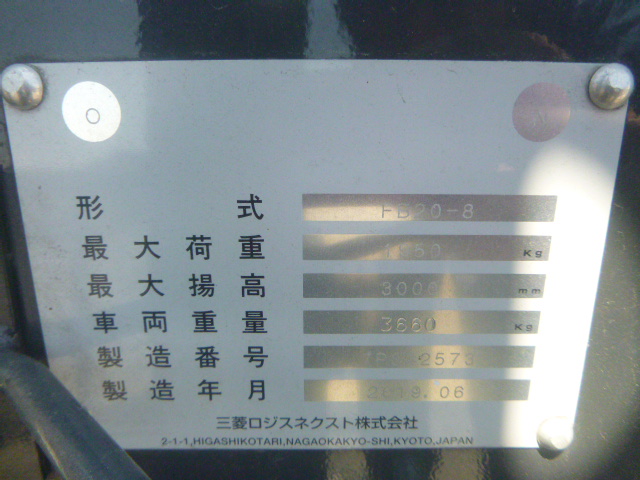 形式 FB20-8
最大荷重 Kg
最大揚高 3000 mm
車両重量 3660 Kg
製造番号 2573
製造年月 2019.06
三菱ロジスネクスト株式会社
2-1-1,HIGASHIKOTARI,NAGAOKAKYO-SHI,KYOTO,JAPAN